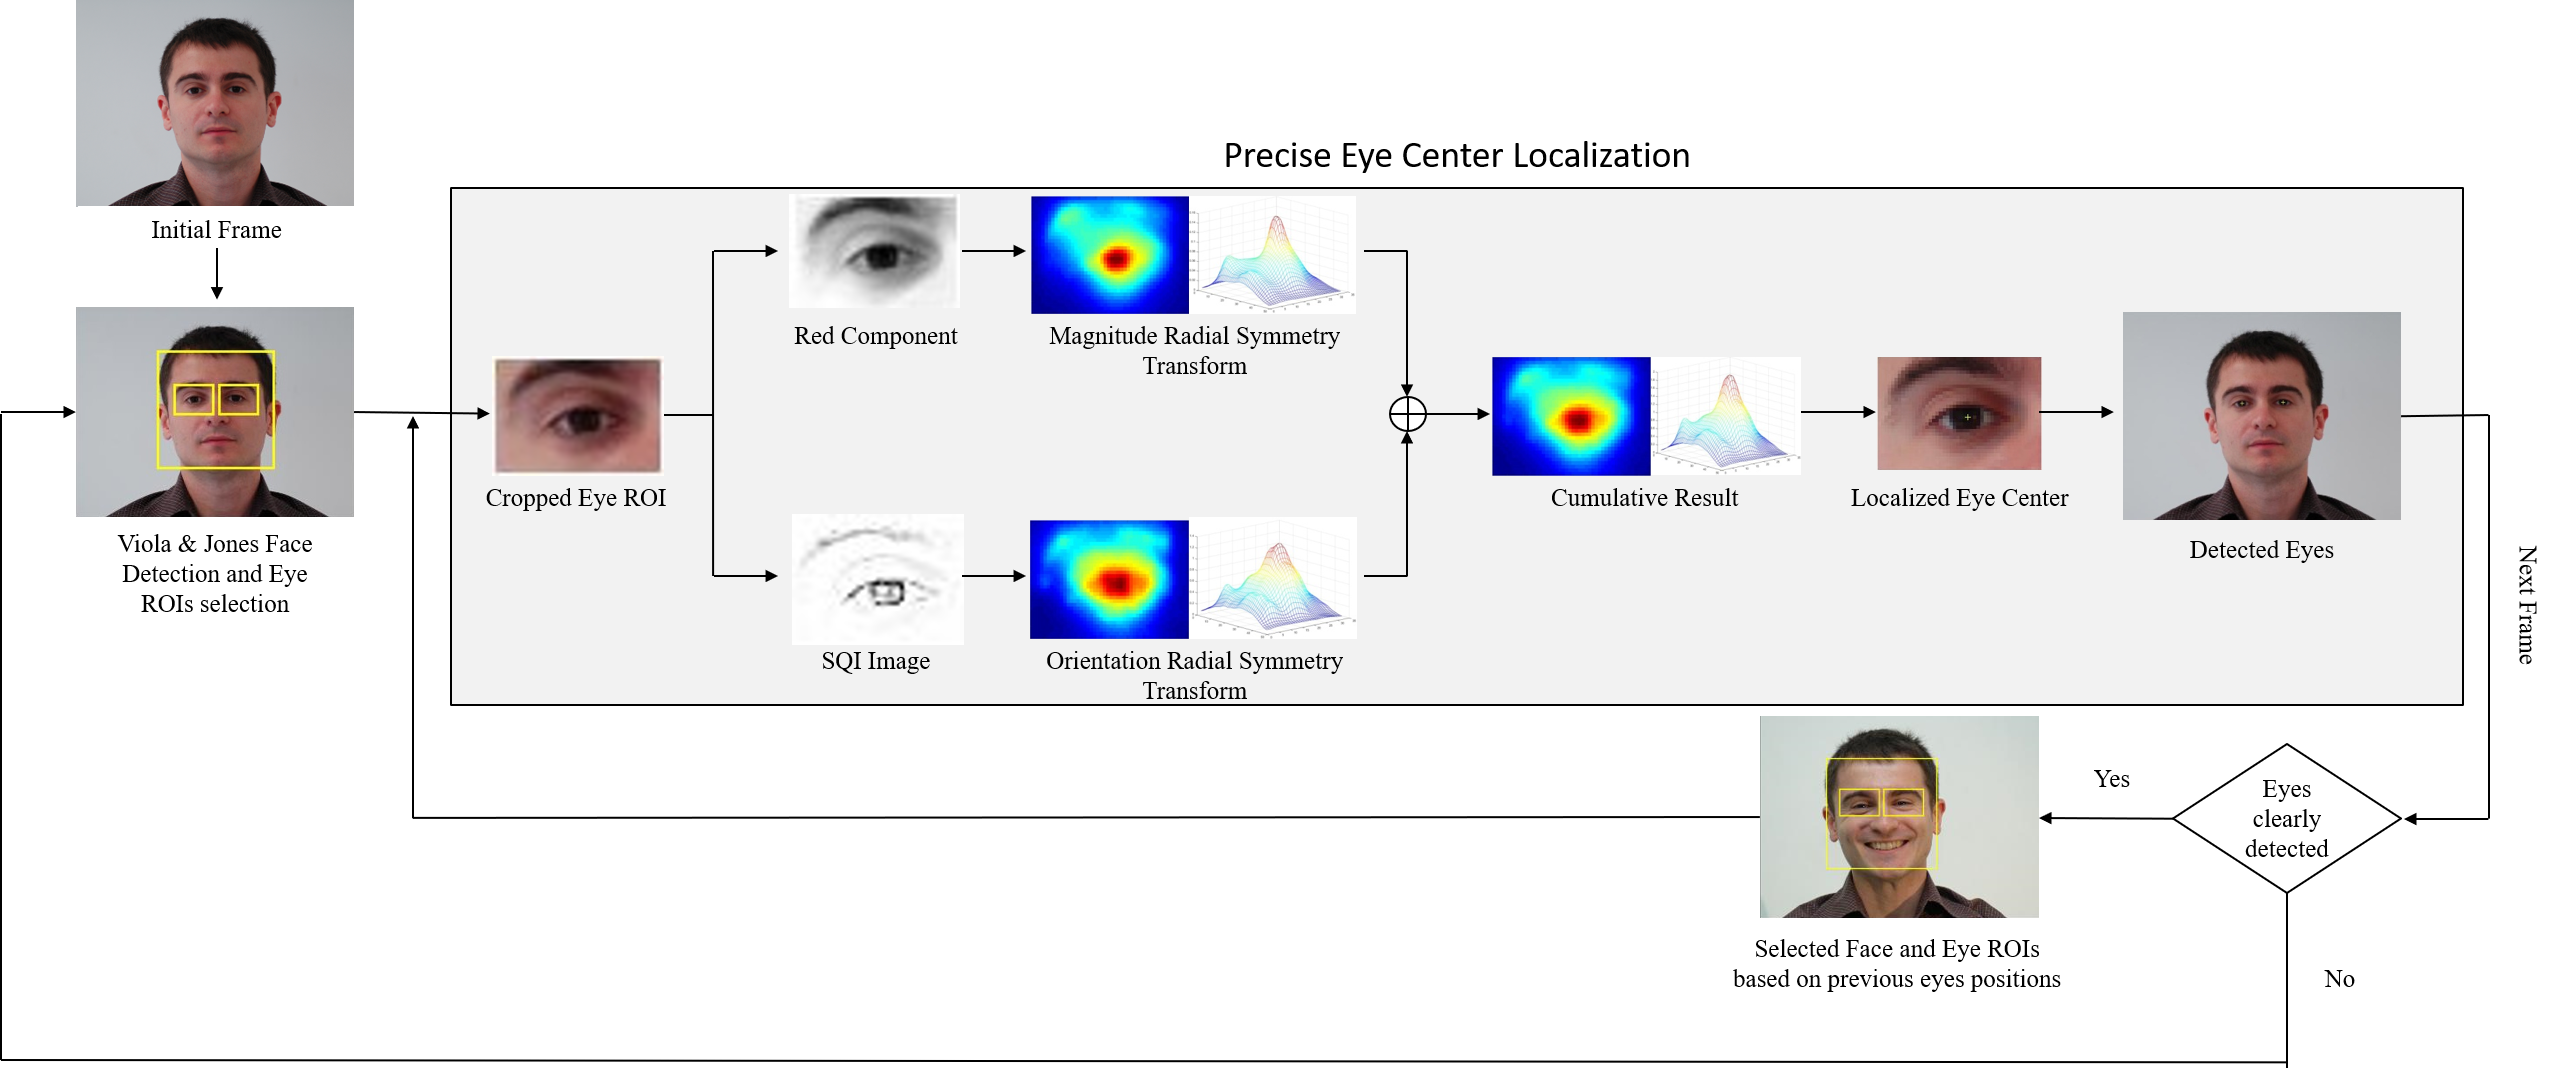 Precise Eye Center Localization
Initial Frame
Viola & Jones Face
Detection and Eye
ROIs selection
Cropped Eye ROI
Red Component
Magnitude Radial Symmetry
Transform
SQI Image
Orientation Radial Symmetry
Transform
Cumulative Result
Localized Eye Center
Detected Eyes
Next Frame
Eyes
clearly
detected
Yes
Selected Face and Eye ROIs
based on previous eyes positions
No